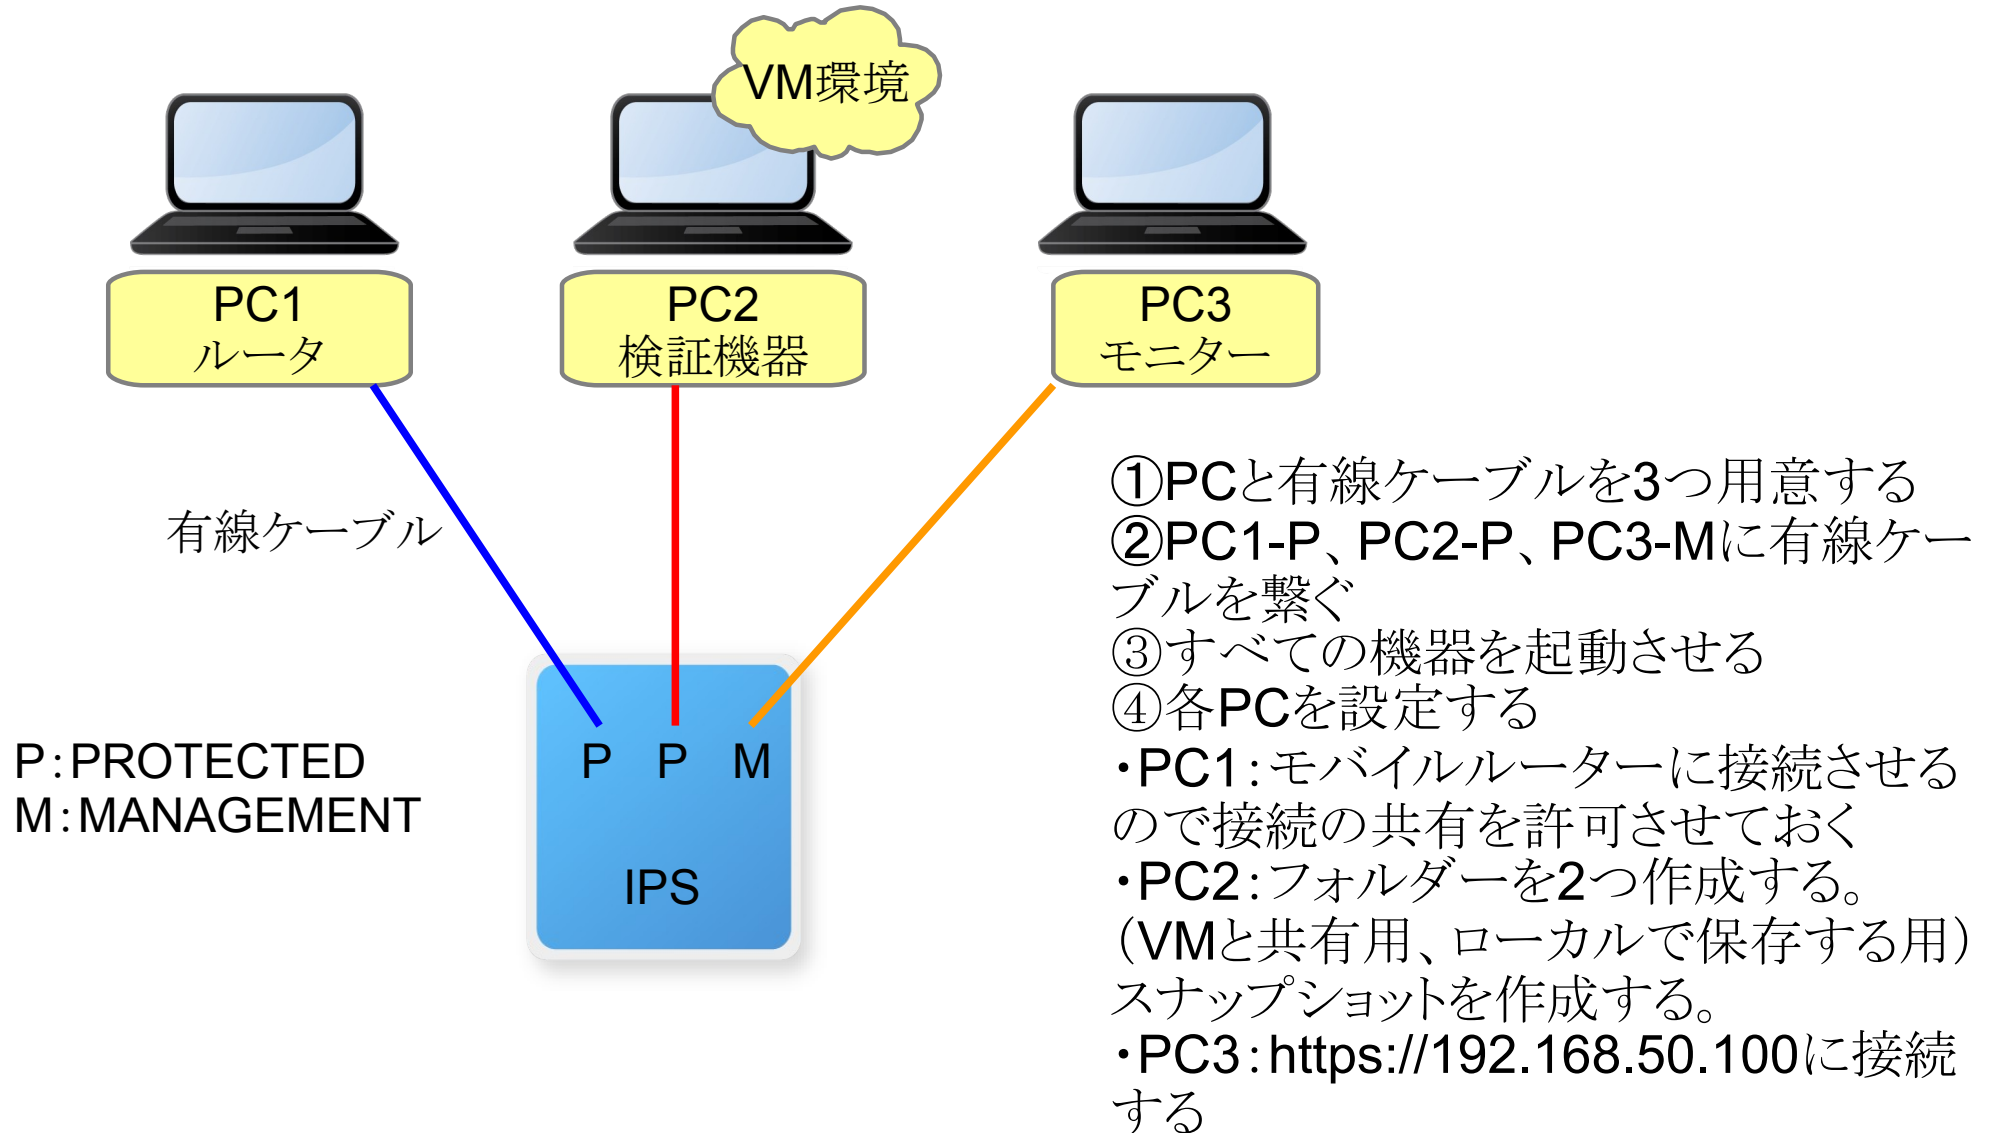 VM環境
PC1
ルータ
PC2
検証機器
PC3
モニター
有線ケーブル
P:PROTECTED
M:MANAGEMENT
P P M
IPS
①PCと有線ケーブルを3つ用意する
②PC1-P、PC2-P、PC3-Mに有線ケー
ブルを繋ぐ
③すべての機器を起動させる
④各PCを設定する
・PC1:モバイルルーターに接続させる
ので接続の共有を許可させておく
・PC2:フォルダーを2つ作成する。
(VMと共有用、ローカルで保存する用)
スナップショットを作成する。
・PC3:https://192.168.50.100に接続
する